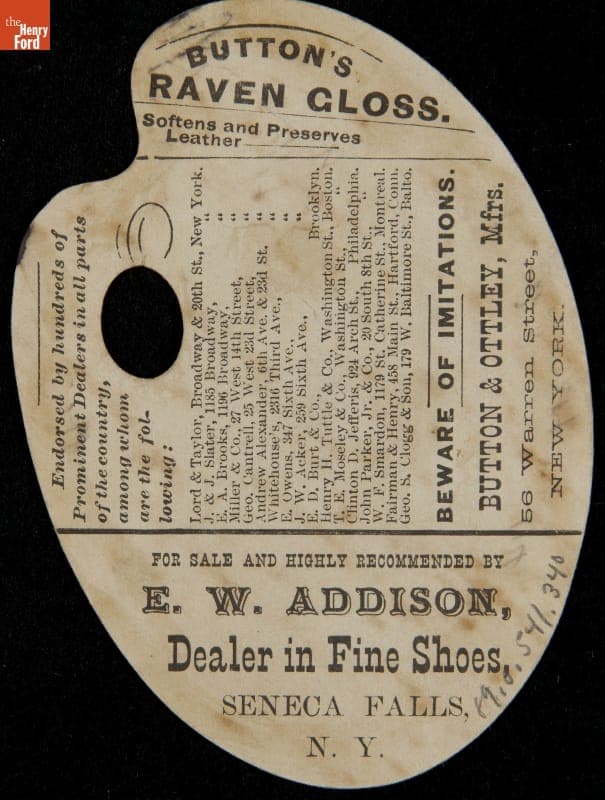 the
Henry
Ford
BUTTON'S
RAVEN GLOSS.
Softens and Preserves
Leather
Endorsed by hundreds of
Prominent Dealers in all parts
of the country,
among whom
are the fol-
lowing:
Lord & Taylor, Broadway & 20th St., New York.
J. & J. Slater, 1185 Broadway, "
E. A. Brooks, 1196 Broadway, "
Miller & Co., 27 West 14th Street, "
Geo. Cantrell, 25 West 23d Street, "
Andrew Alexander, 6th Ave. & 23d St. "
Whitehouse's, 2316 Third Ave., "
E. Owens, 347 Sixth Ave., "
J. W. Acker, 259 Sixth Ave., "
E. D. Burt & Co., Brooklyn.
Henry H. Tuttle & Co., Washington St., Boston.
T. E. Moseley & Co., Washington St., "
Clinton D. Jefferis, 924 Arch St., Philadelphia.
John Parker, Jr. & Co., 20 South 8th St., "
W. F. Smardon, 1179 St. Catherine St., Montreal.
Fairman & Henry, 458 Main St., Hartford, Conn.
Geo. S. Clogg & Son, 179 W. Baltimore St., Balto.
BEWARE OF IMITATIONS.
BUTTON & OTTLEY, Mfrs.
56 Warren Street,
NEW YORK.
FOR SALE AND HIGHLY RECOMMENDED BY
E. W. ADDISON,
Dealer in Fine Shoes,
SENECA FALLS,
N. Y.
19.0.541.340